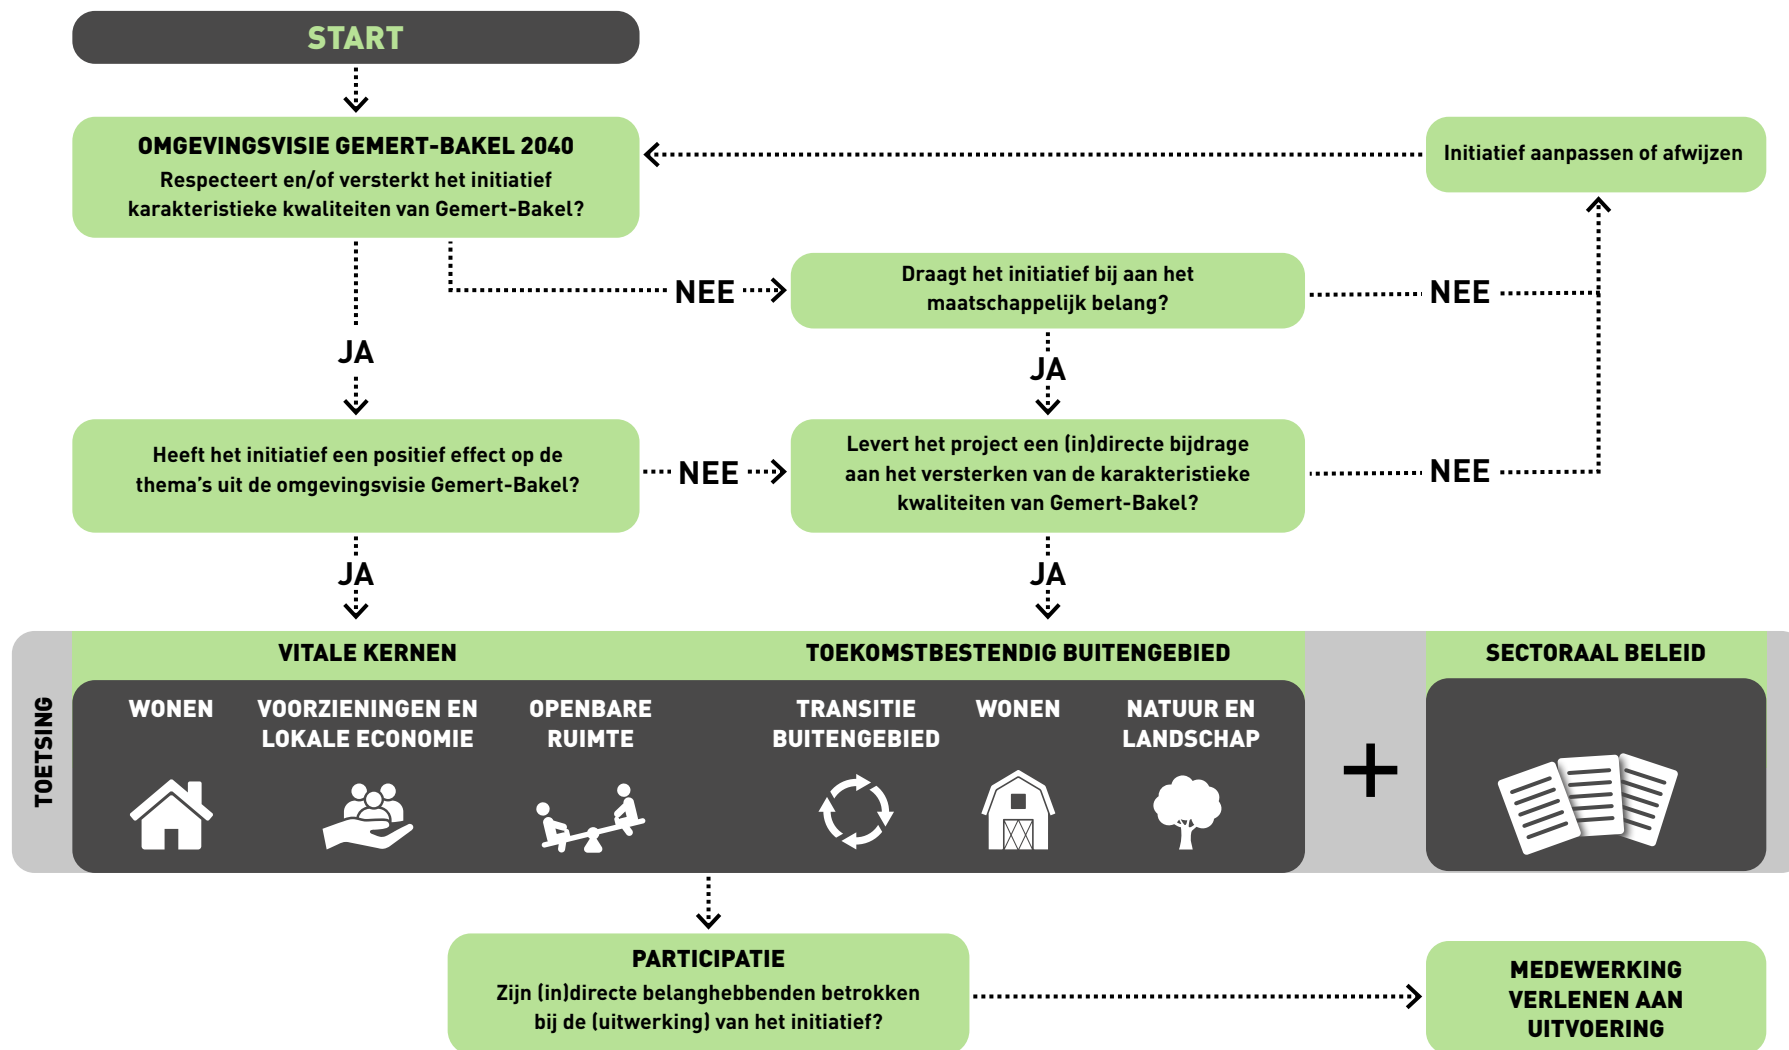 START
OMGEVINGSVISIE GEMERT-BAKEL 2040
Respecteert en/of versterkt het initiatief
karakteristieke kwaliteiten van Gemert-Bakel?
Initiatief aanpassen of afwijzen
NEE
Draagt het initiatief bij aan het
maatschappelijk belang?
NEE
JA
JA
Heeft het initiatief een positief effect op de
thema's uit de omgevingsvisie Gemert-Bakel?
NEE
Levert het project een (in)directe bijdrage
aan het versterken van de karakteristieke
kwaliteiten van Gemert-Bakel?
NEE
JA
JA
TOETSING
VITALE KERNEN
TOEKOMSTBESTENDIG BUITENGEBIED
SECTORAAL BELEID
WONEN
VOORZIENINGEN EN
LOKALE ECONOMIE
OPENBARE
RUIMTE
TRANSITIE
BUITENGEBIED
WONEN
NATUUR EN
LANDSCHAP
+
PARTICIPATIE
Zijn (in)directe belanghebbenden betrokken
bij de (uitwerking) van het initiatief?
MEDEWERKING
VERLENEN AAN
UITVOERING